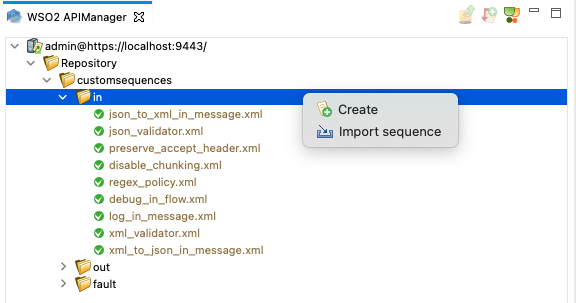 WSO2 APIManager
admin@https://localhost:9443/
Repository
customsequences
in
json_to_xml_in_message.xml
Create
json_validator.xml
Import sequence
preserve_accept_header.xml
disable_chunking.xml
regex_policy.xml
debug_in_flow.xml
log_in_message.xml
xml_validator.xml
xml_to_json_in_message.xml
out
fault